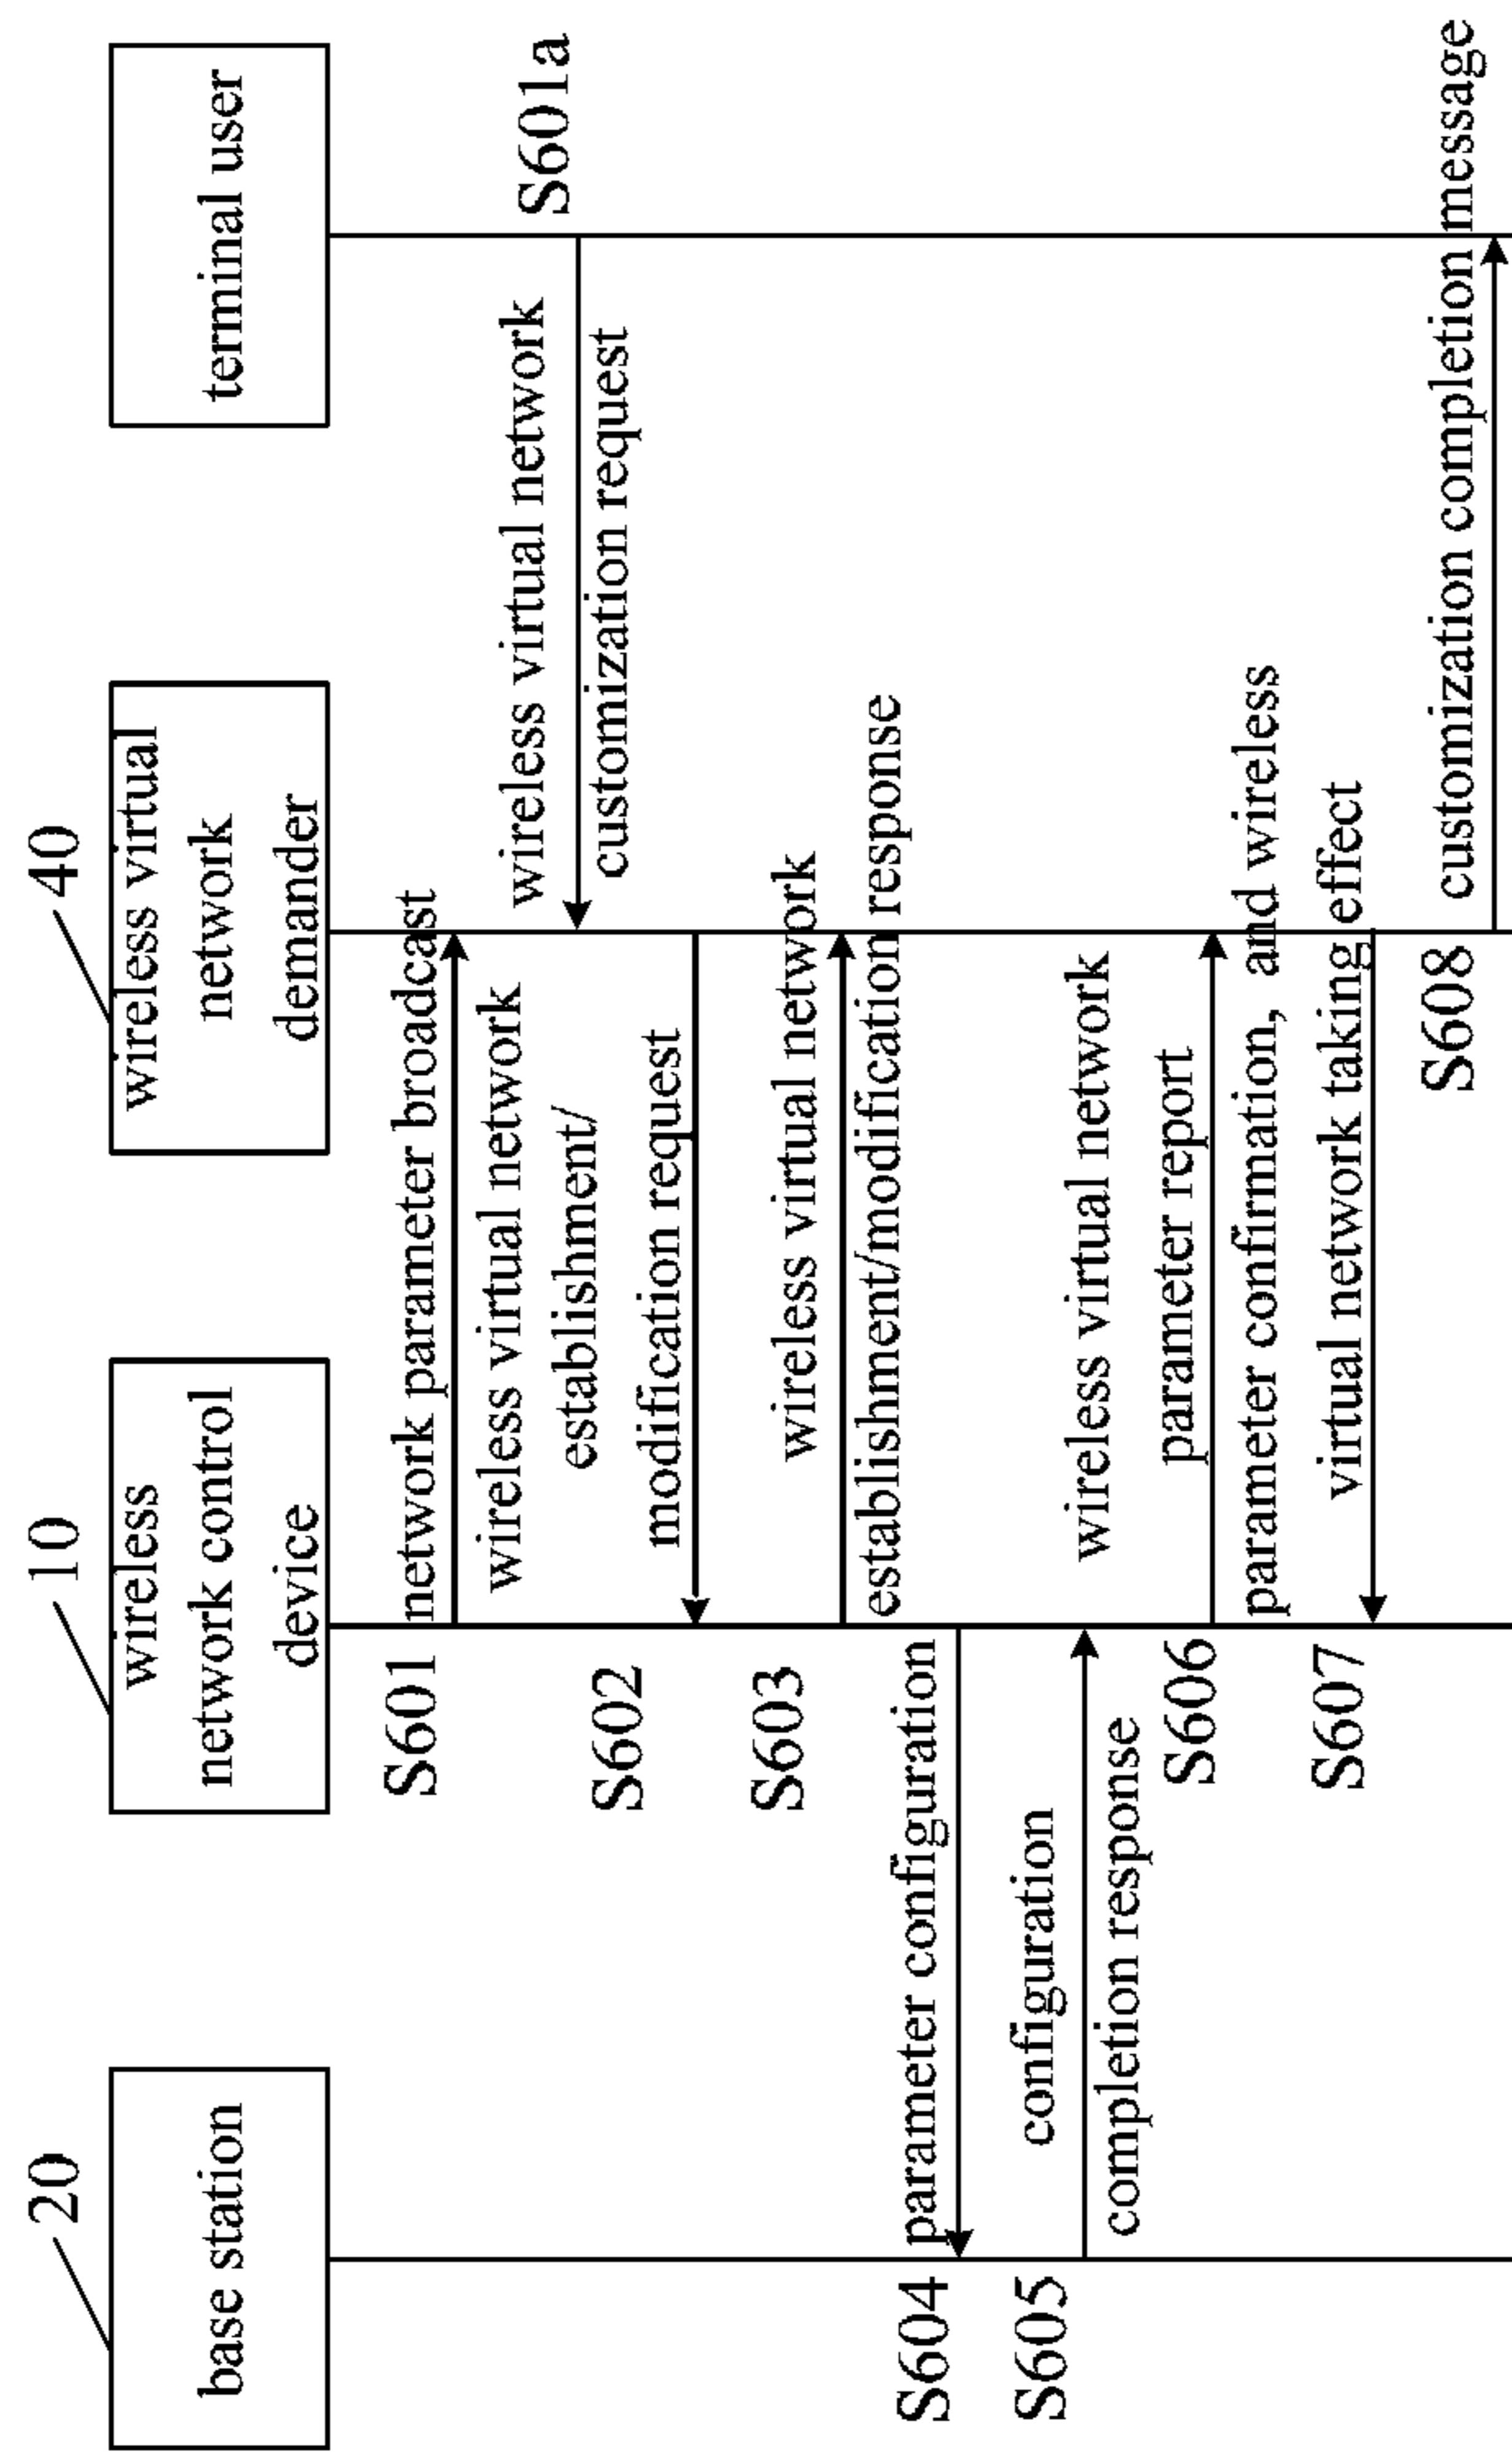 20
base station
10
wireless
network control
device
40
wireless virtual
network
demander
terminal user
S601
network parameter broadcast
S601a
wireless virtual network
customization request
S602
wireless virtual network
establishment/
modification request
S603
wireless virtual network
establishment/modification response
S604
parameter configuration
S605
configuration
completion response
S606
wireless virtual network
parameter report
S607
parameter confirmation, and wireless
virtual network taking effect
S608
customization completion message